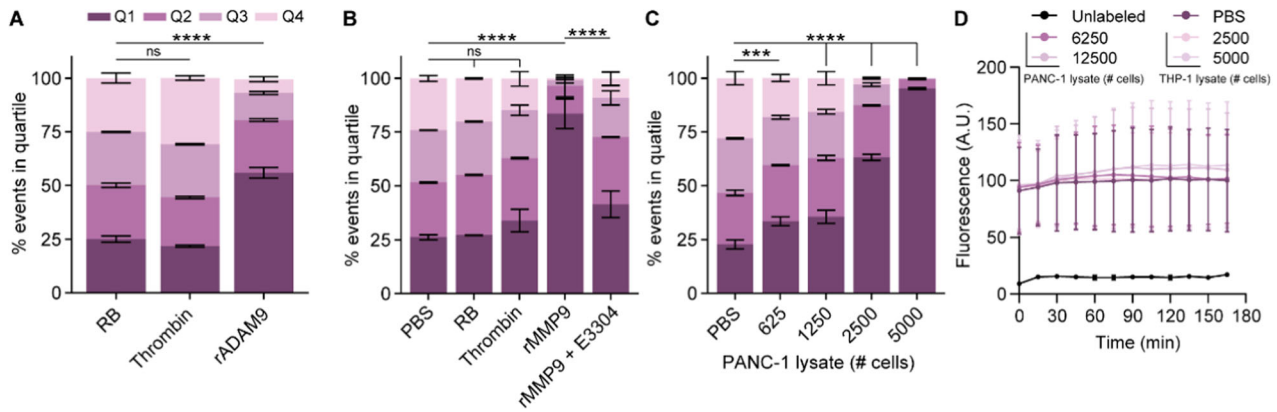 A
Q1 Q2 Q3 Q4
****
ns
% events in quartile
100
75
50
25
0
RB
Thrombin
rADAM9
B
**** ****
ns
% events in quartile
100
75
50
25
0
PBS
RB
Thrombin
rMMP9
rMMP9 + E3304
C
****
***
% events in quatile
100
75
50
25
0
PBS
625
1250
2500
5000
PANC-1 lysate (# cells)
D
Unlabeled PBS
6250 2500
12500 5000
PANC-1 lysate (# cells) THP-1 lysate (# cells)
Fluorescence (A.U.)
200
150
100
50
0
0 30 60 90 120 150 180
Time (min)